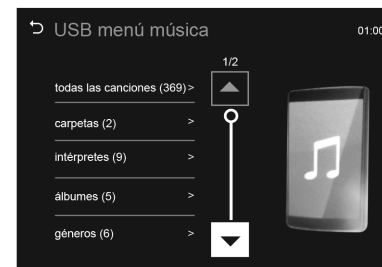 USB menú música
01:00
1/2
todas las canciones (369)>
carpetas (2) >
intérpretes (9) >
álbumes (5) >
géneros (6) >